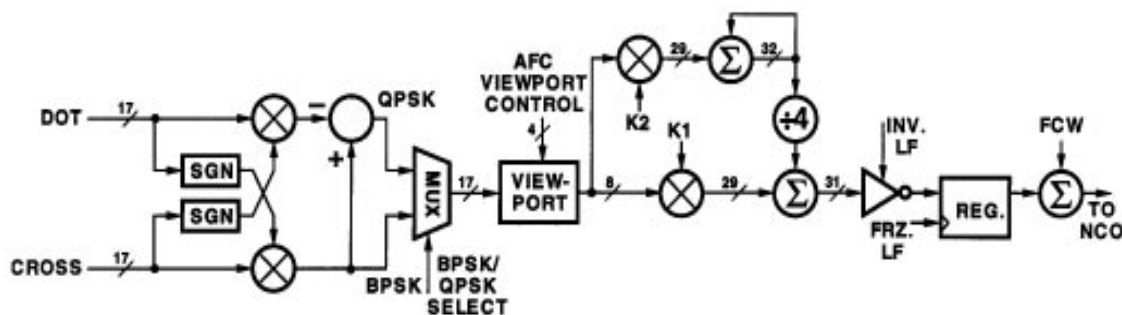 29
32
Σ
AFC
VIEWPORT
CONTROL
K2
÷4
4
17
DOT
QPSK
K1
INV.
LF
FCW
SGN
+
−
MUX
17
VIEW-
PORT
8
29
Σ
31
REG.
Σ
SGN
FRZ.
LF
TO
NCO
17
CROSS
BPSK
BPSK/
QPSK
SELECT